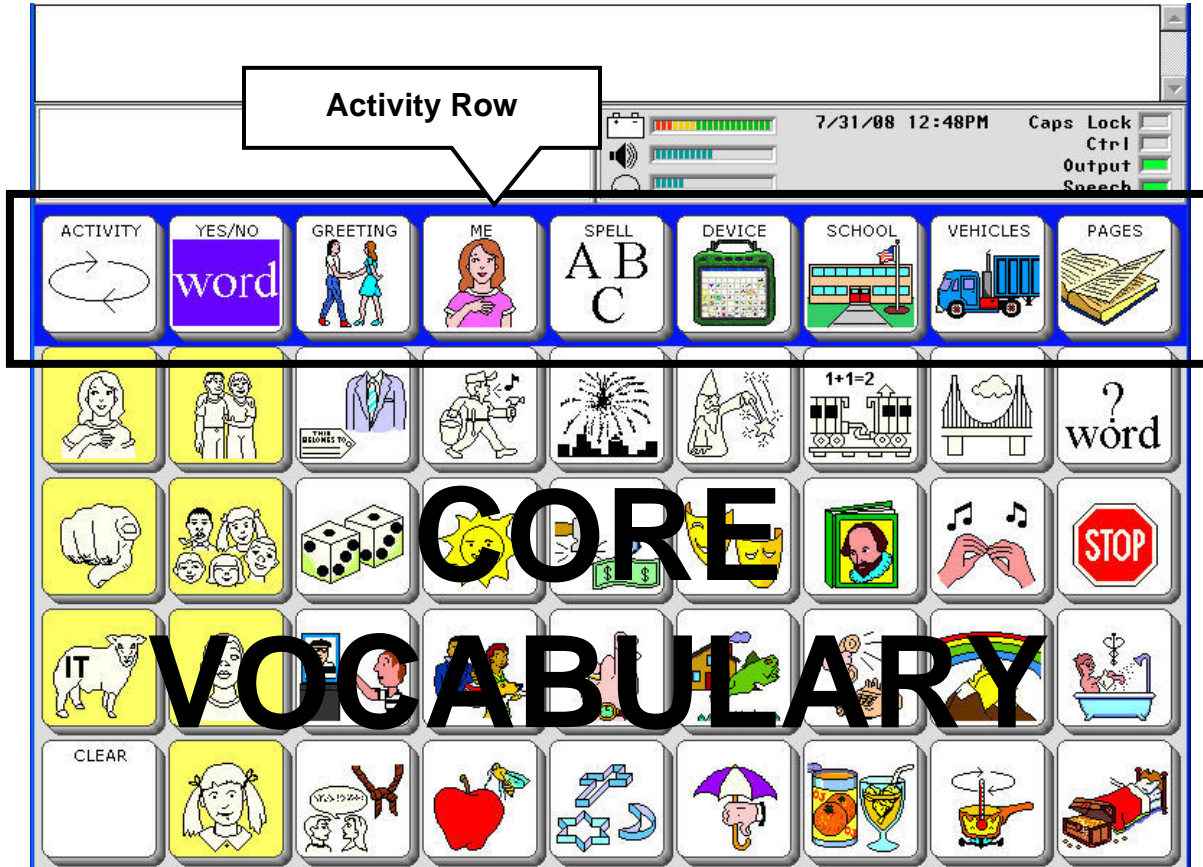 Activity Row
7/31/08 12:48PM Caps Lock
Ctrl
Output
Speech
ACTIVITY YES/NO GREETING ME SPELL DEVICE SCHOOL VEHICLES PAGES
word
A B
C
THIS
BELONGS TO
1+1=2
?
word
CORE
$ $
STOP
IT
VOCABULARY
CLEAR
OJ